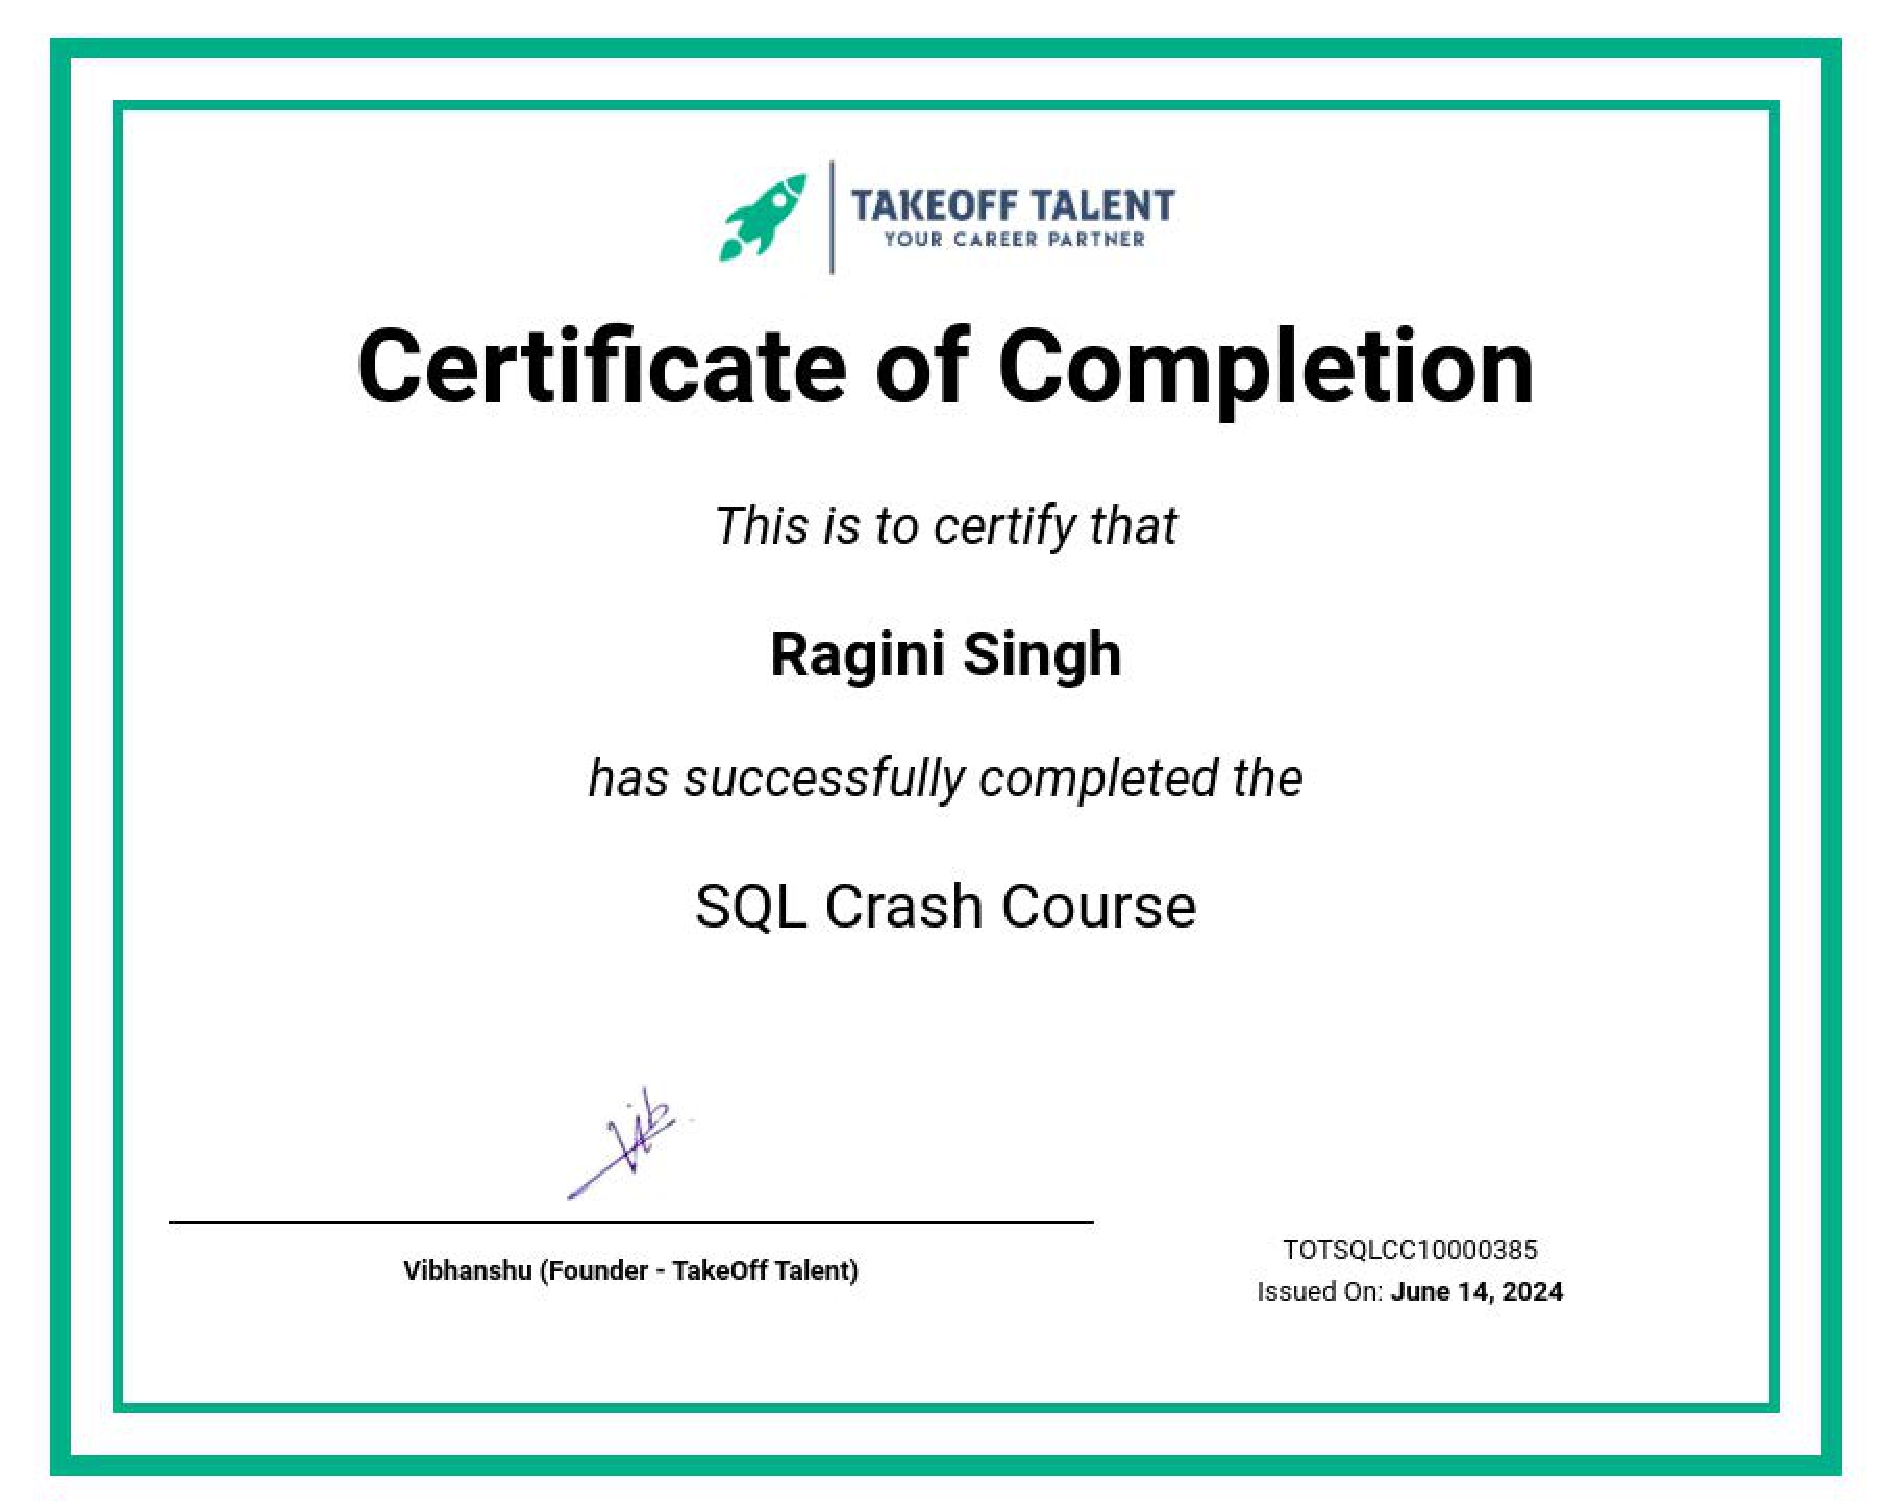 TAKEOFF TALENT
YOUR CAREER PARTNER
Certificate of Completion
This is to certify that
Ragini Singh
has successfully completed the
SQL Crash Course
Vib
Vibhanshu (Founder - TakeOff Talent)
TOTSQLCC10000385
Issued On: June 14, 2024